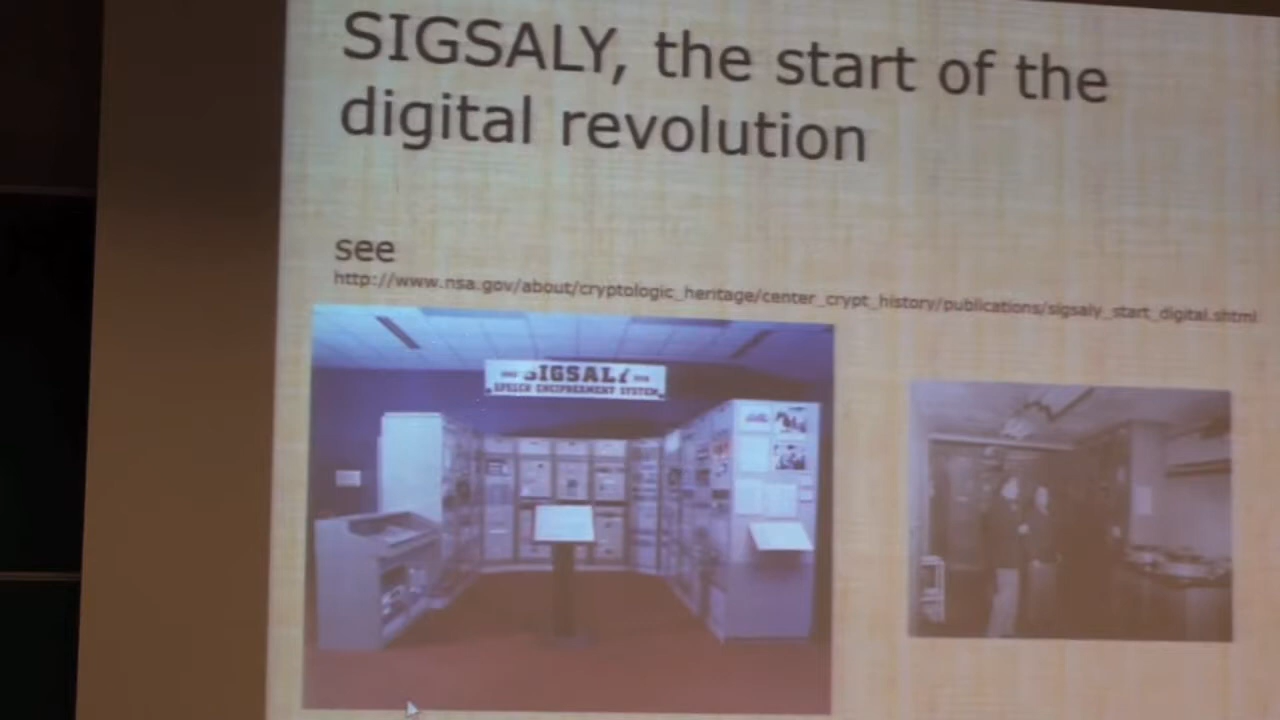 SIGSALY, the start of the
digital revolution
see
http://www.nsa.gov/about/cryptologic_heritage/center_crypt_history/publications/sigsaly_start_digital.shtml
SIGSALY
SPEECH ENCIPHERMENT SYSTEM